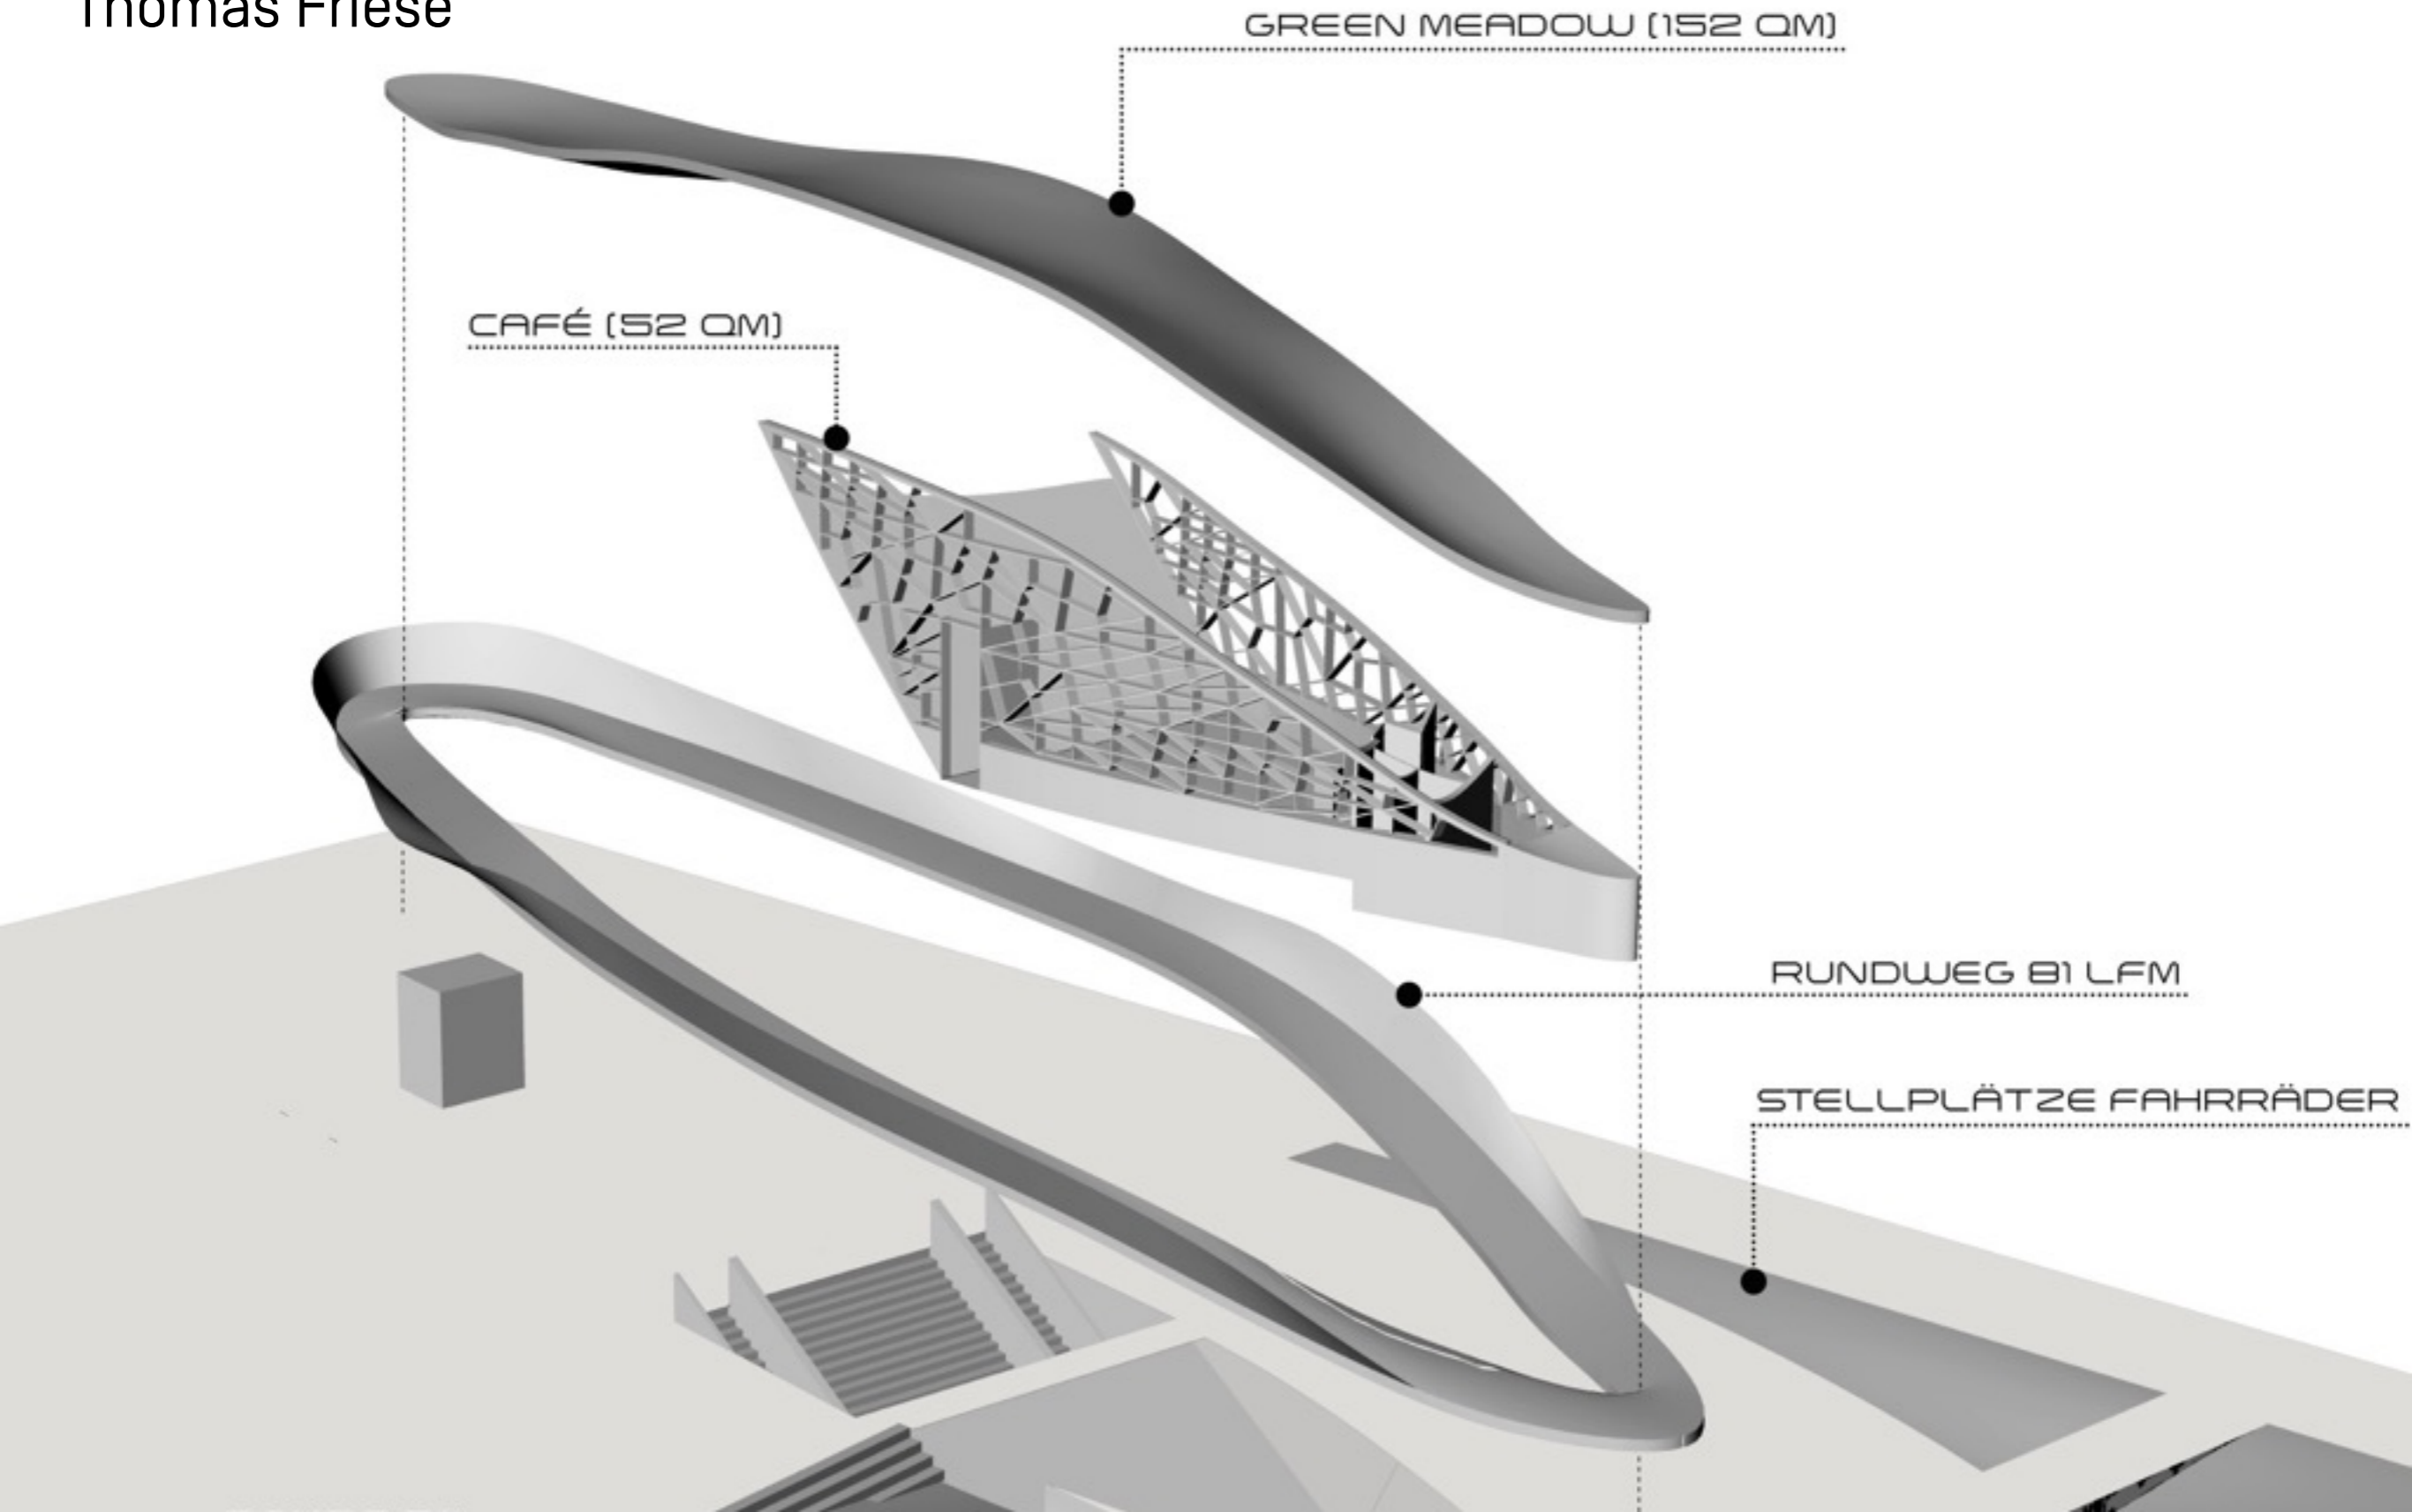 Thomas Friese
GREEN MEADOW (152 QM)
CAFÉ (52 QM)
RUNDWEG 81 LFM
STELLPLÄTZE FAHRRÄDER